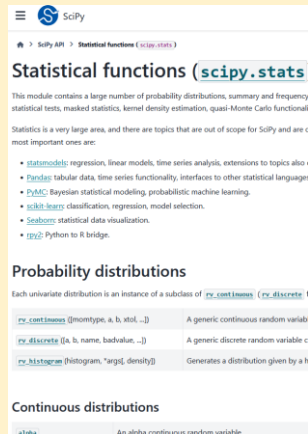 SciPy
SciPy API > Statistical functions (scipy.stats)
Statistical functions (scipy.stats
This module contains a large number of probability distributions, summary and frequency
statistical tests, masked statistics, kernel density estimation, quasi-Monte Carlo functionali
Statistics is a very large area, and there are topics that are out of scope for SciPy and are c
most important ones are:
• statsmodels: regression, linear models, time series analysis, extensions to topics also
• Pandas: tabular data, time series functionality, interfaces to other statistical languages
• PyMC: Bayesian statistical modeling, probabilistic machine learning.
• scikit-learn: classification, regression, model selection.
• Seaborn: statistical data visualization.
• rpy2: Python to R bridge.
Probability distributions
Each univariate distribution is an instance of a subclass of rv_continuous (rv_discrete f
rv_continuous ([momtype, a, b, xtol, ...]) A generic continuous random variabl
rv_discrete ([a, b, name, badvalue, ...]) A generic discrete random variable c
rv_histogram (histogram, *args[, density]) Generates a distribution given by a h
Continuous distributions
alpha An alpha continuous random variable.